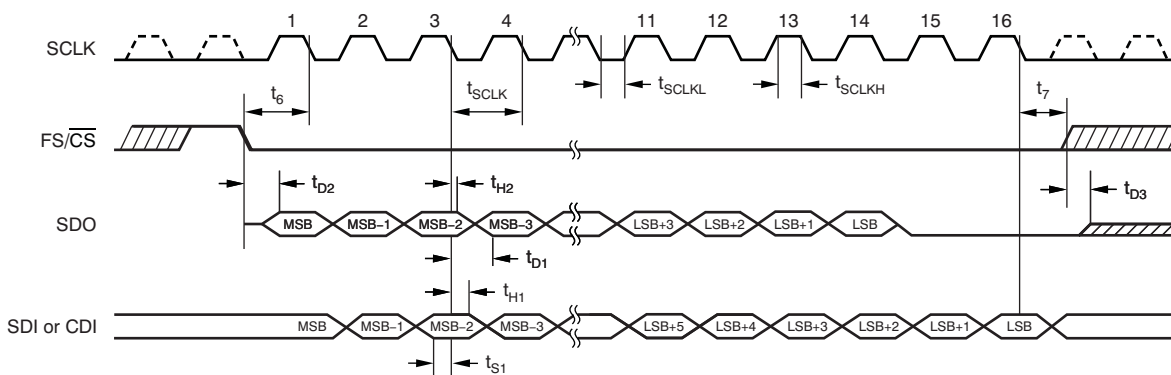 1 2 3 4 11 12 13 14 15 16
SCLK
t6 tSCLK tSCLKL tSCLKH t7
FS/CS
tD2 tH2 tD3
SDO MSB MSB–1 MSB–2 MSB–3 LSB+3 LSB+2 LSB+1 LSB
tD1
tH1
SDI or CDI MSB MSB–1 MSB–2 MSB–3 LSB+5 LSB+4 LSB+3 LSB+2 LSB+1 LSB
tS1